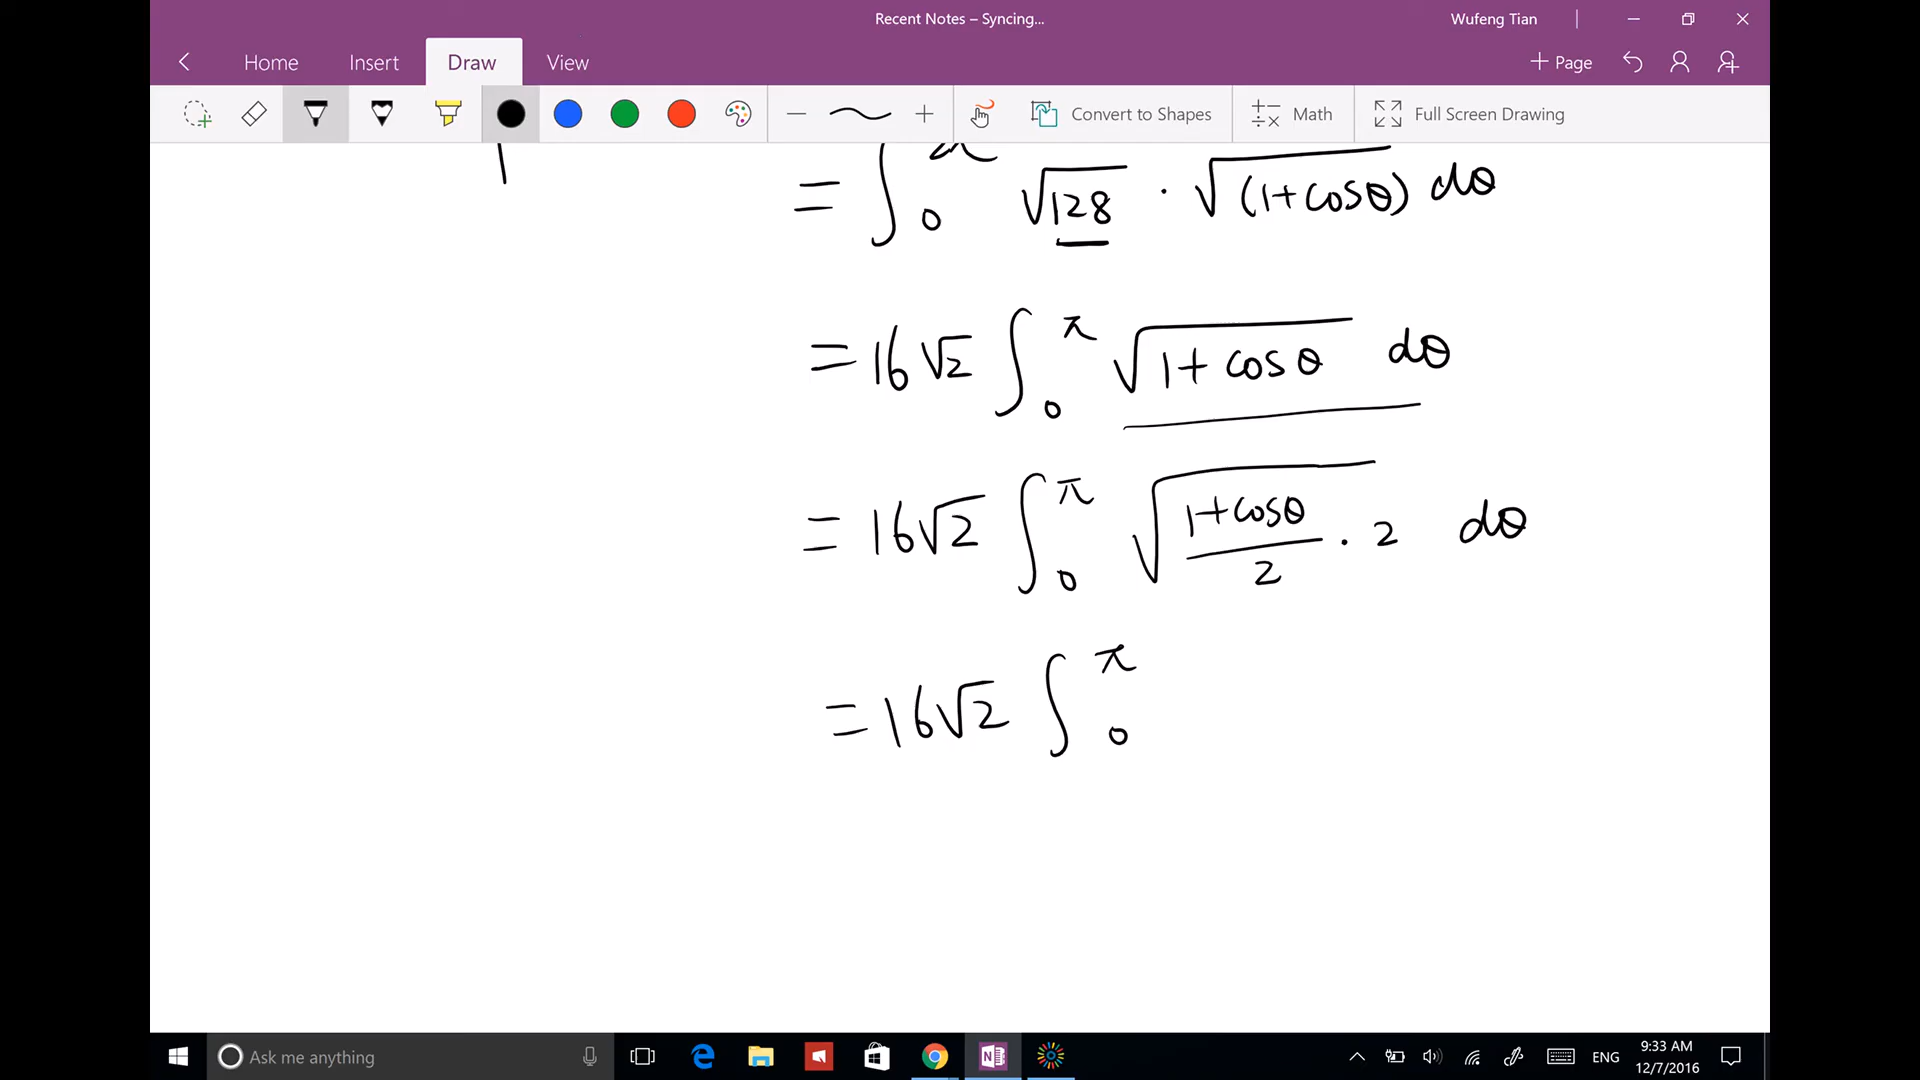 Recent Notes – Syncing...
Wufeng Tian
Home Insert Draw View
Page
Convert to Shapes
Math
Full Screen Drawing
= ∫₀ √128 · √(1+cosθ) dθ
= 16√2 ∫₀^π √1+cosθ dθ
= 16√2 ∫₀^π √(1+cosθ)/2 · 2 dθ
= 16√2 ∫₀^π
Ask me anything
ENG
9:33 AM
12/7/2016